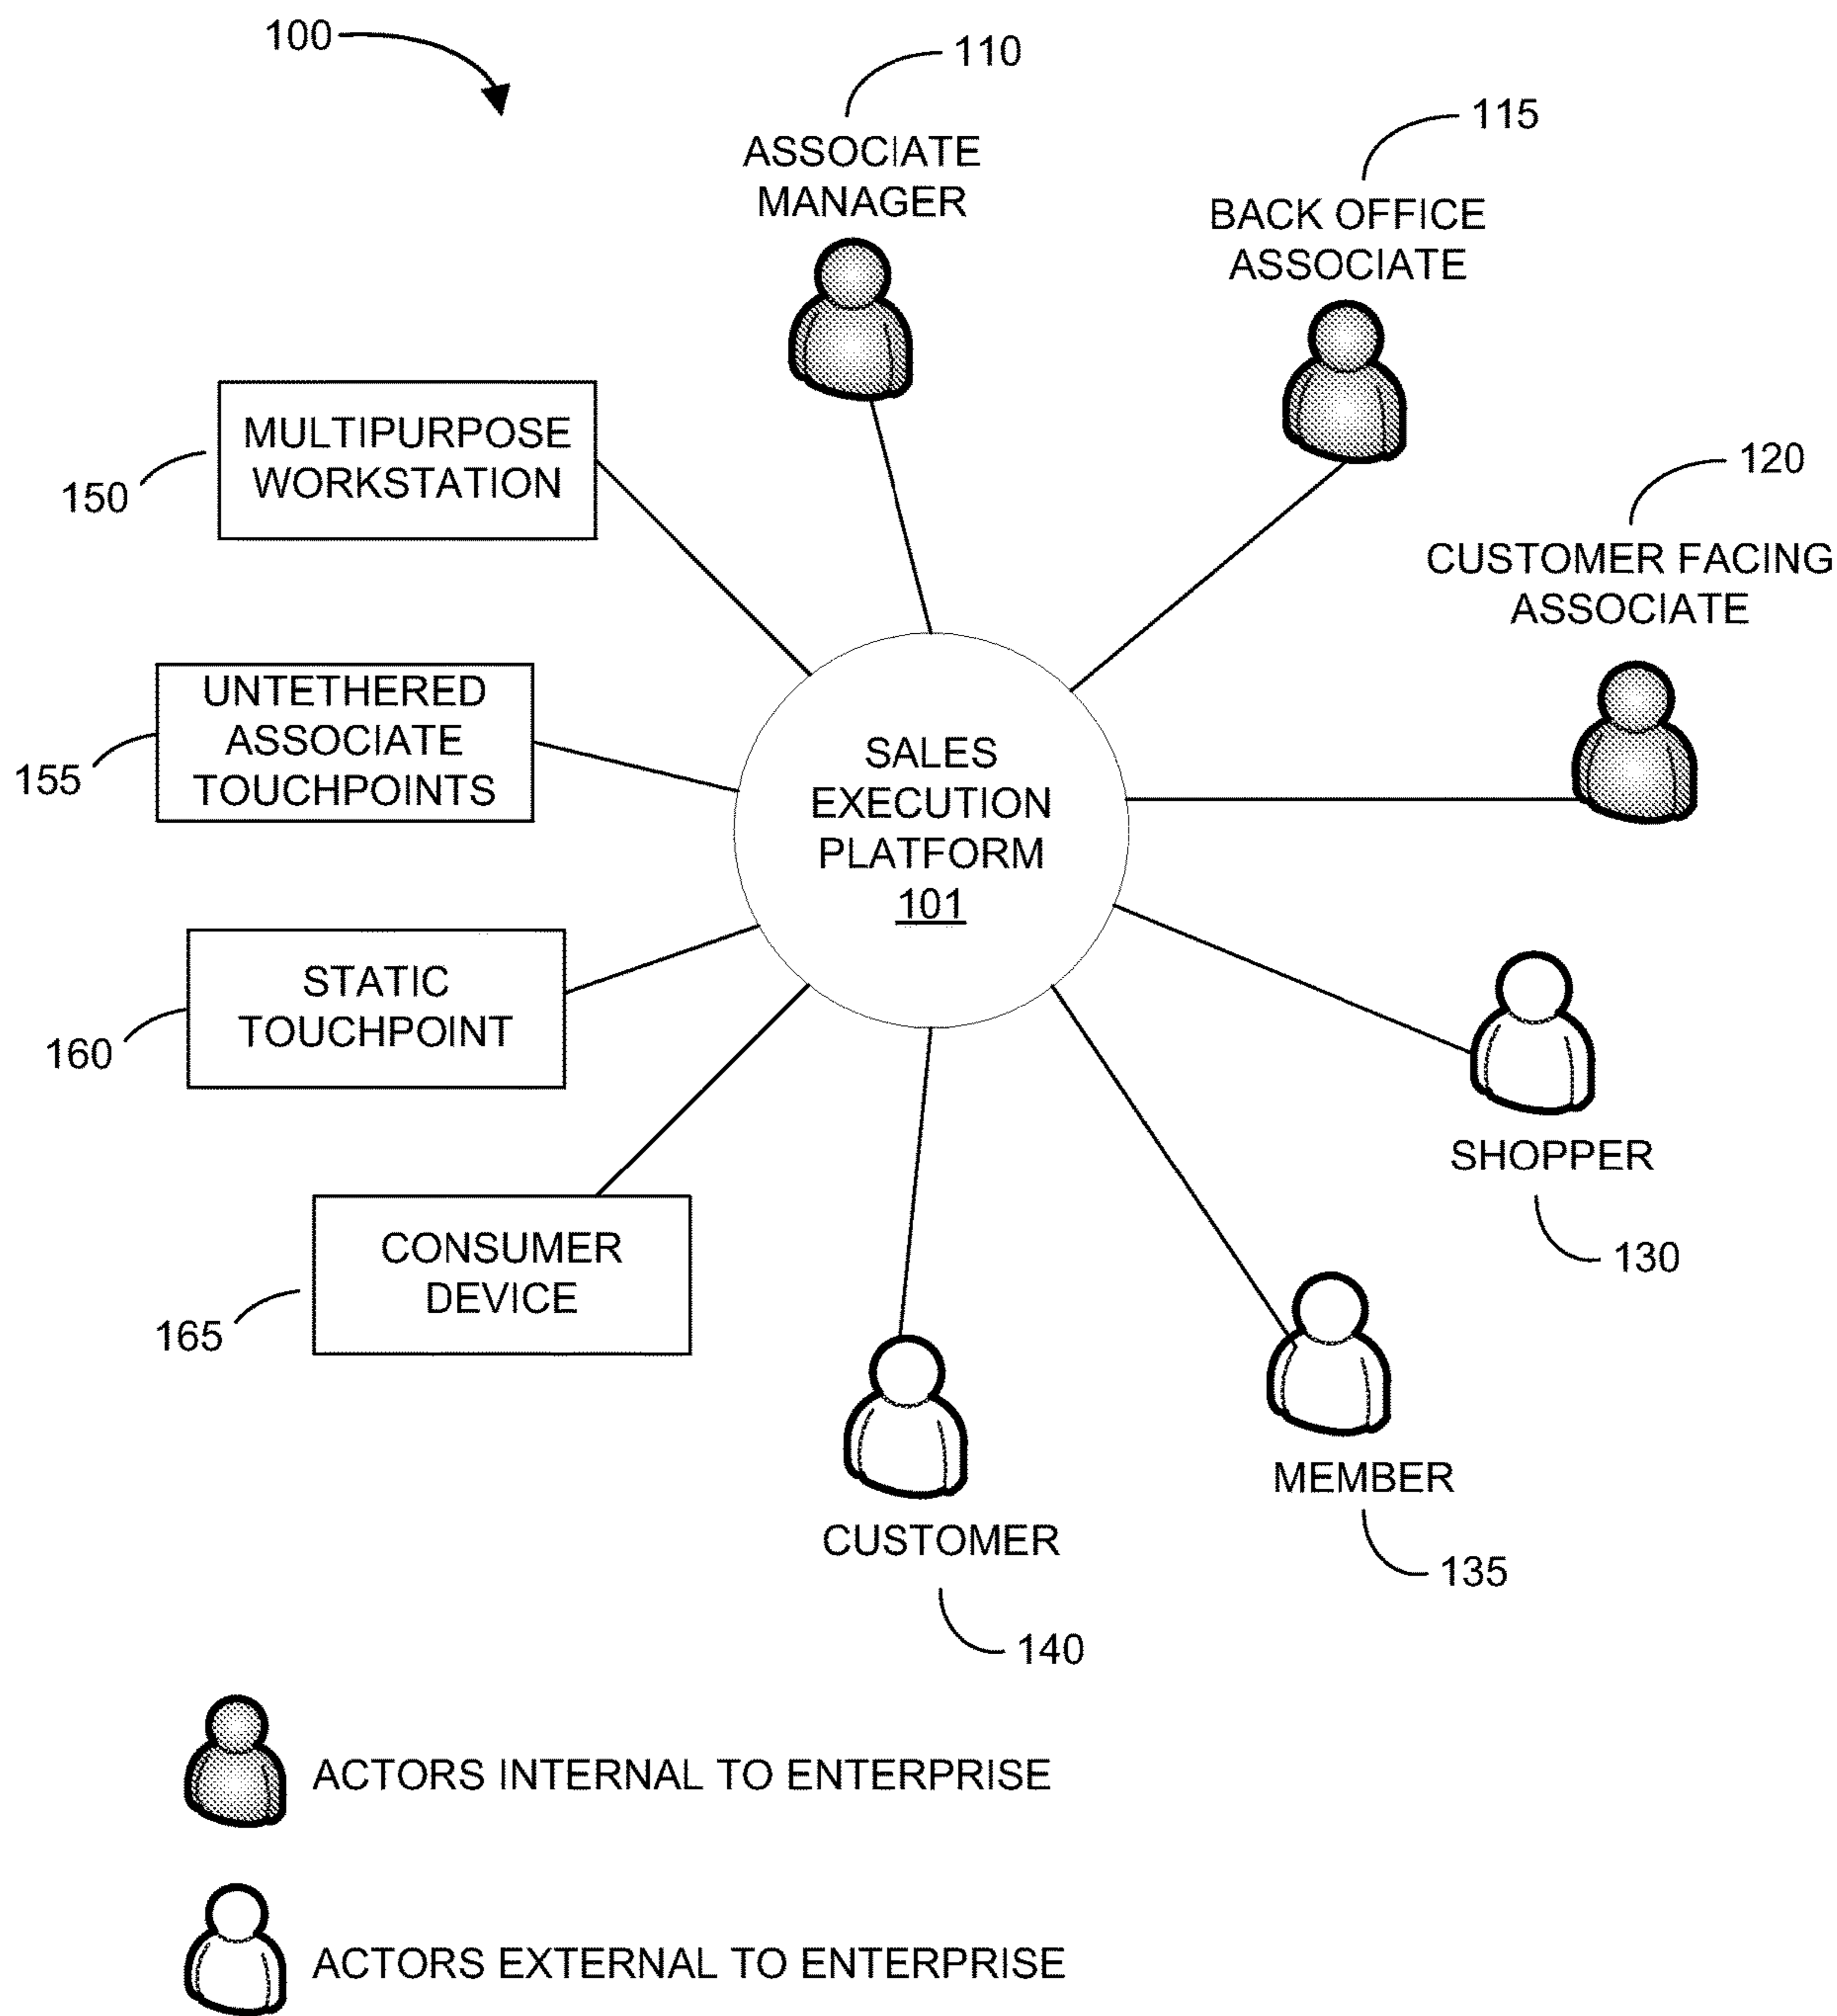 100
110
ASSOCIATE
MANAGER
115
BACK OFFICE
ASSOCIATE
120
CUSTOMER FACING
ASSOCIATE
MULTIPURPOSE
WORKSTATION
150
UNTETHERED
ASSOCIATE
TOUCHPOINTS
155
SALES
EXECUTION
PLATFORM
101
STATIC
TOUCHPOINT
160
SHOPPER
130
CONSUMER
DEVICE
165
MEMBER
135
CUSTOMER
140
ACTORS INTERNAL TO ENTERPRISE
ACTORS EXTERNAL TO ENTERPRISE